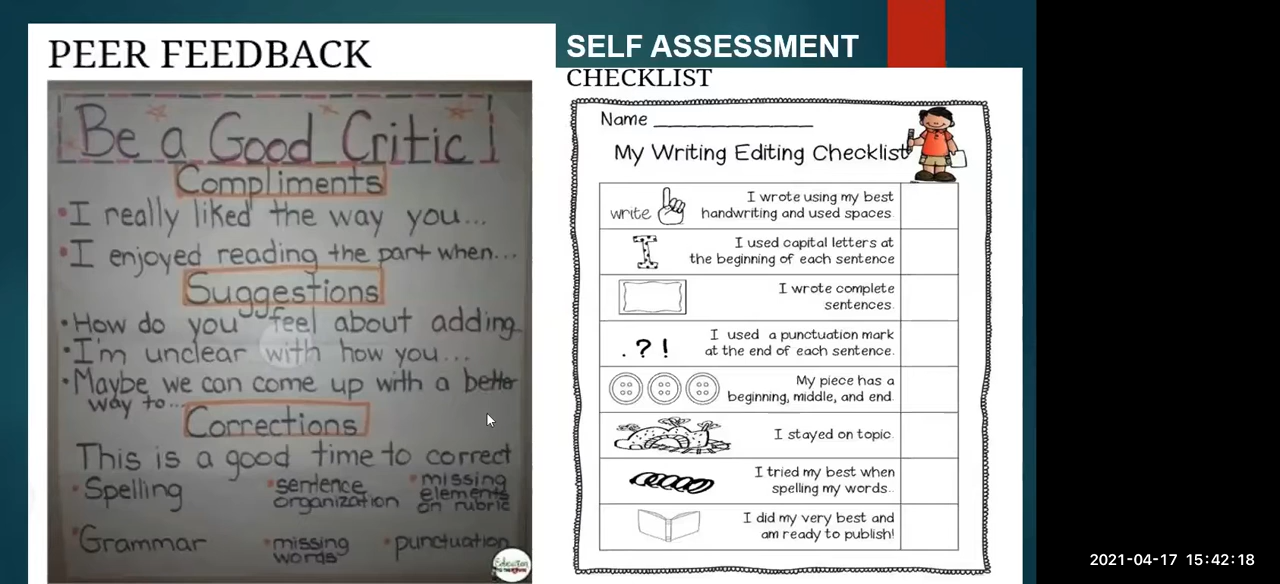 PEER FEEDBACK
Be a Good Critic
Compliments
• I really liked the way you...
• I enjoyed reading the part when...
Suggestions
• How do you feel about adding
• I'm unclear with how you...
• Maybe we can come up with a better
way to...
Corrections
This is a good time to correct
• Spelling
• sentence
organization
• missing
elements
on rubric
• Grammar
• missing
words
• punctuation
SELF ASSESSMENT
CHECKLIST
Name _______________
My Writing Editing Checklist
write
I wrote using my best
handwriting and used spaces.
I
I used capital letters at
the beginning of each sentence
I wrote complete
sentences.
. ? !
I used a punctuation mark
at the end of each sentence.
My piece has a
beginning, middle, and end.
I stayed on topic.
I tried my best when
spelling my words..
I did my very best and
am ready to publish!
2021-04-17 15:42:18